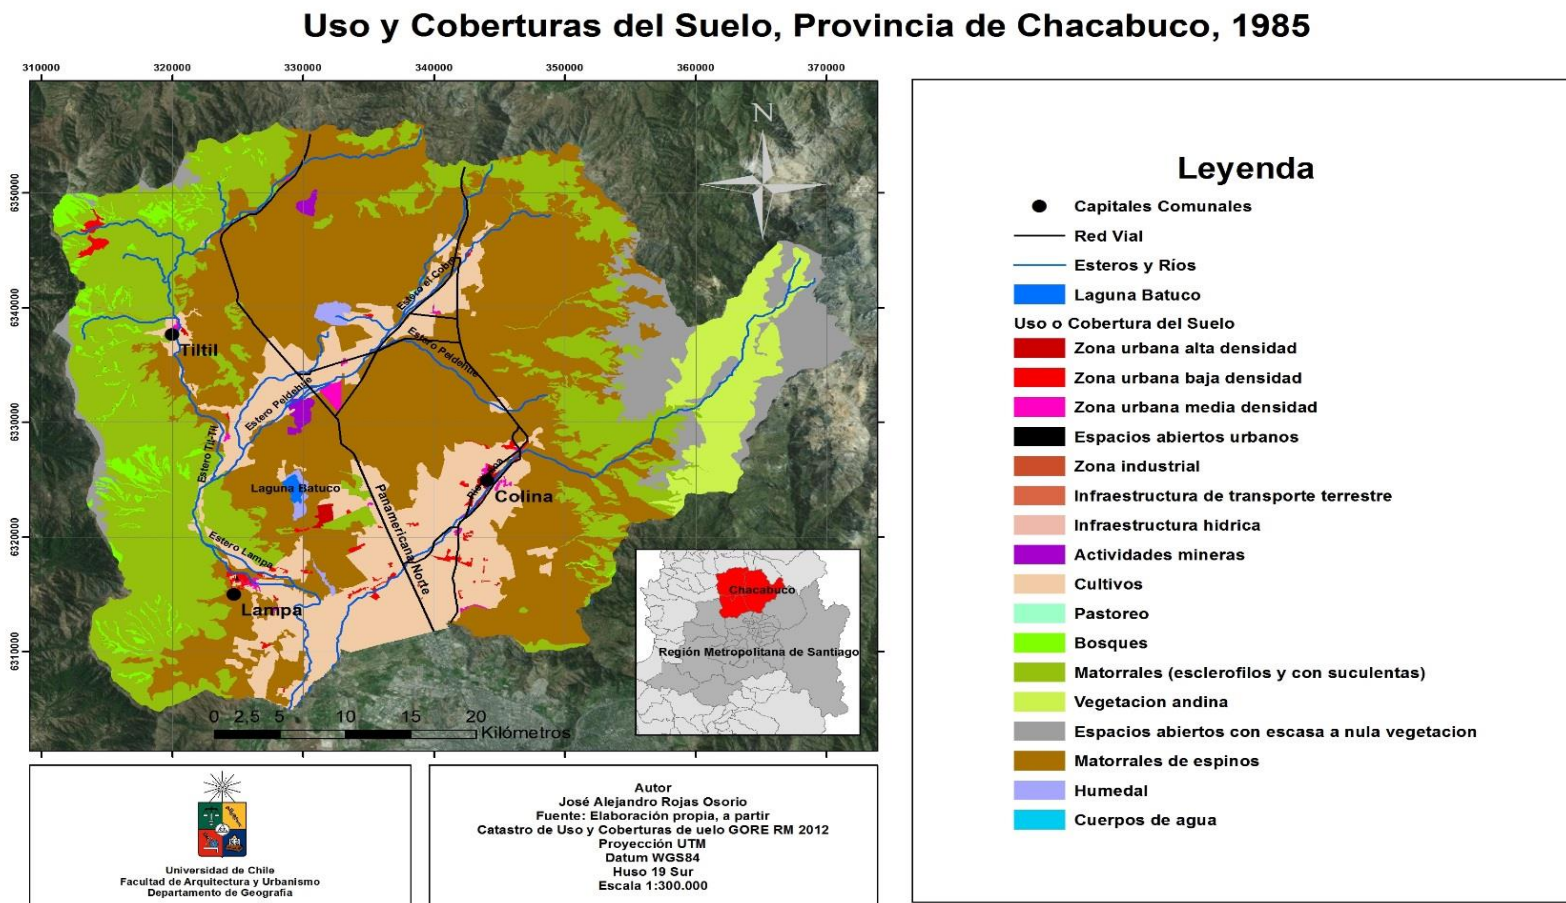 Uso y Coberturas del Suelo, Provincia de Chacabuco, 1985
310000 320000 330000 340000 350000 360000 370000
6350000
6340000
6330000
6320000
6310000
N
Estero el Colina
Tiltil
Estero Peldehue
Estero Peldehue
Estero Til-Til
Laguna Batuco
Panamericana Norte
Colina
Estero Lampa
Lampa
Chacabuco
Región Metropolitana de Santiago
0 2,5 5 10 15 20
Kilómetros
Leyenda
Capitales Comunales
Red Vial
Esteros y Ríos
Laguna Batuco
Uso o Cobertura del Suelo
Zona urbana alta densidad
Zona urbana baja densidad
Zona urbana media densidad
Espacios abiertos urbanos
Zona industrial
Infraestructura de transporte terrestre
Infraestructura hidrica
Actividades mineras
Cultivos
Pastoreo
Bosques
Matorrales (esclerofilos y con suculentas)
Vegetacion andina
Espacios abiertos con escasa a nula vegetacion
Matorrales de espinos
Humedal
Cuerpos de agua
Universidad de Chile
Facultad de Arquitectura y Urbanismo
Departamento de Geografía
Autor
José Alejandro Rojas Osorio
Fuente: Elaboración propia, a partir
Catastro de Uso y Coberturas de uelo GORE RM 2012
Proyección UTM
Datum WGS84
Huso 19 Sur
Escala 1:300.000